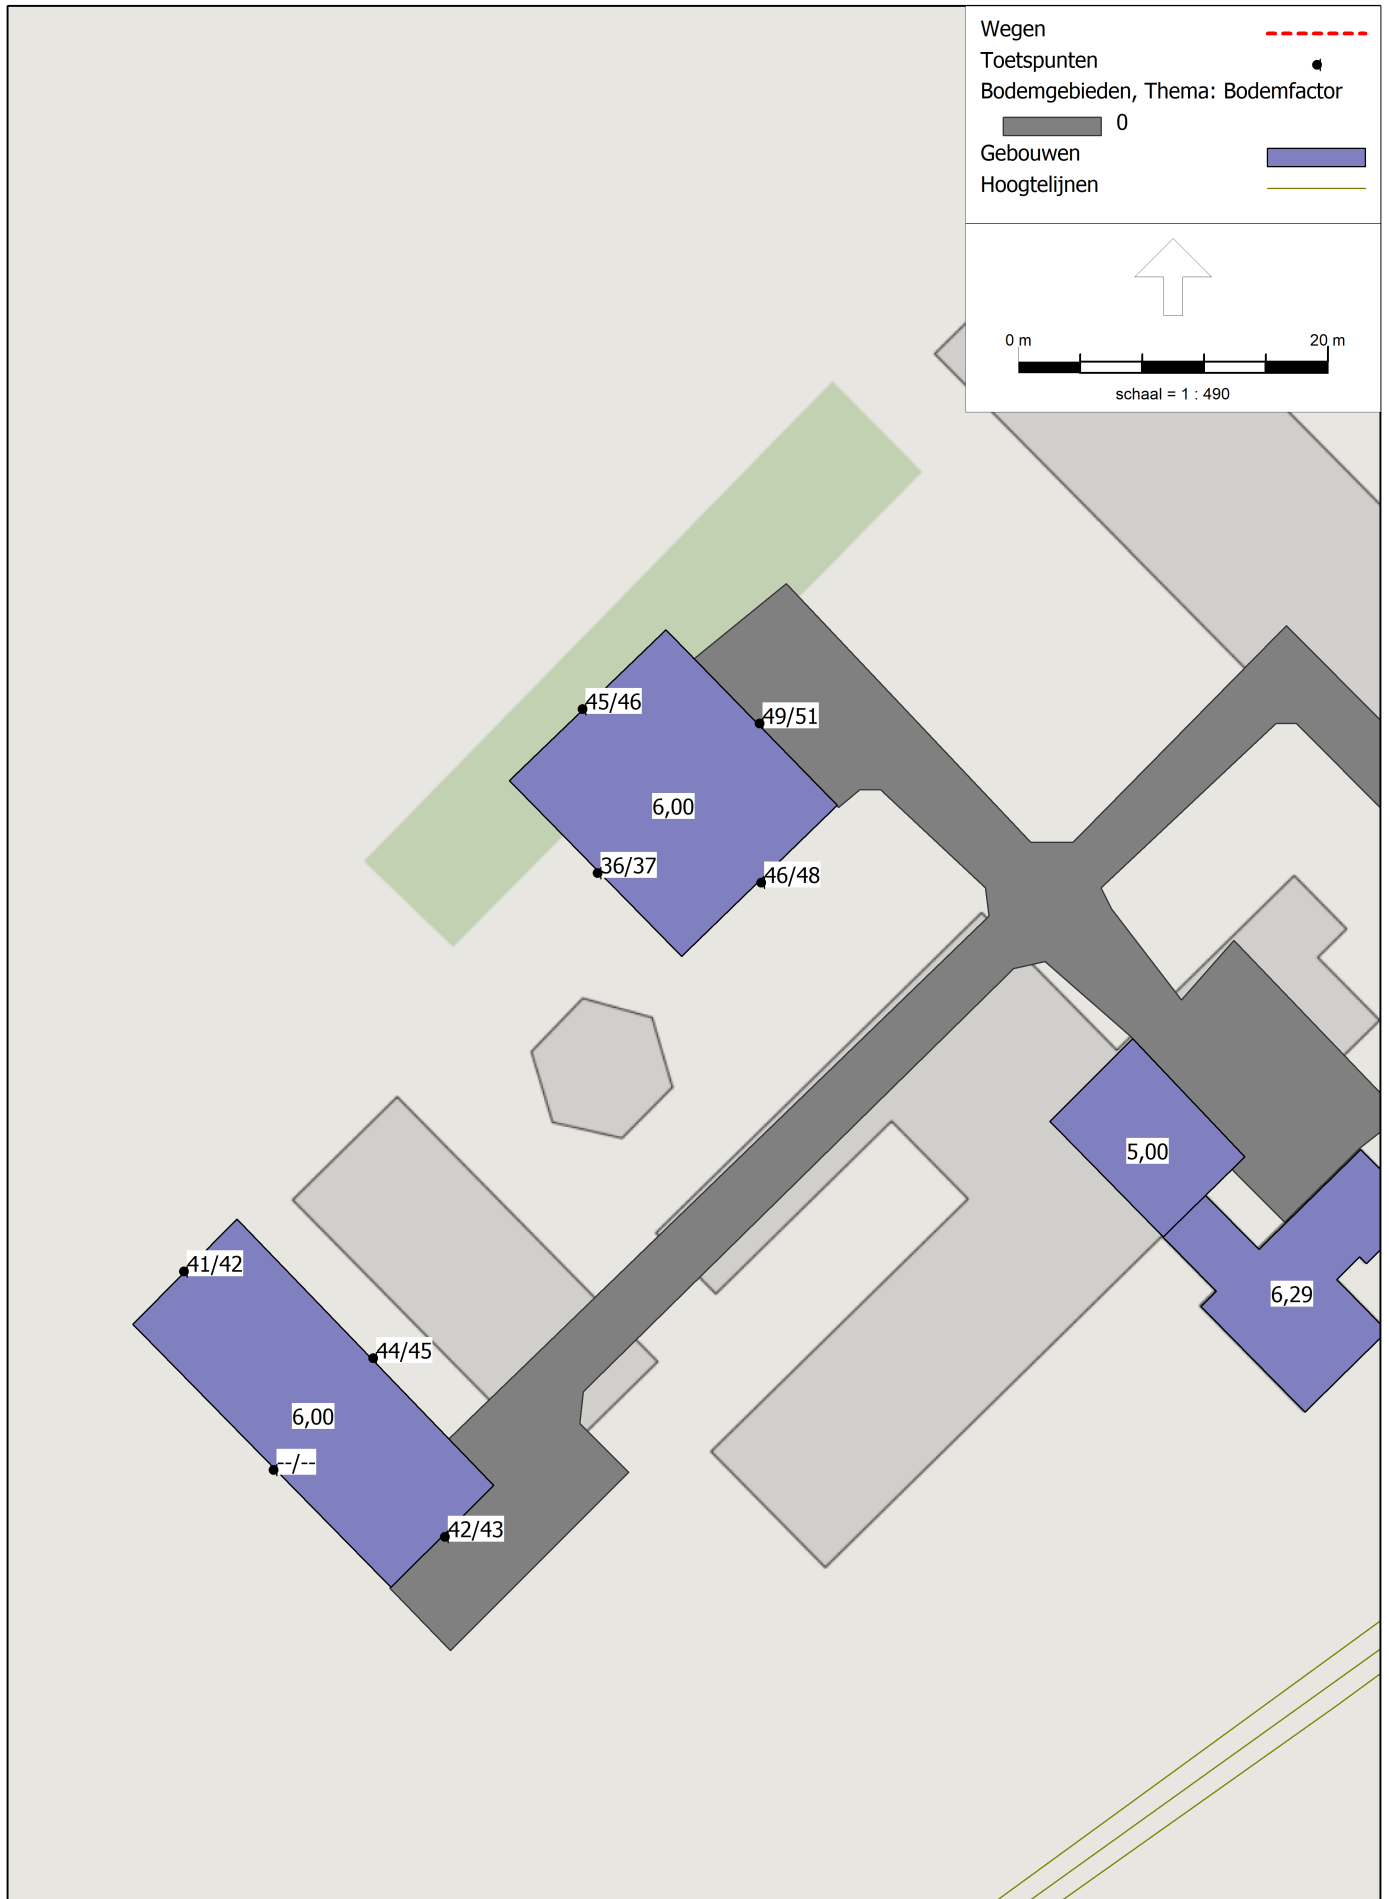 Wegen
Toetspunten
Bodemgebieden, Thema: Bodemfactor
0
Gebouwen
Hoogtelijnen
0 m 20 m
schaal = 1 : 490
45/46
49/51
6,00
36/37
46/48
5,00
41/42
6,29
44/45
6,00
--/--
42/43